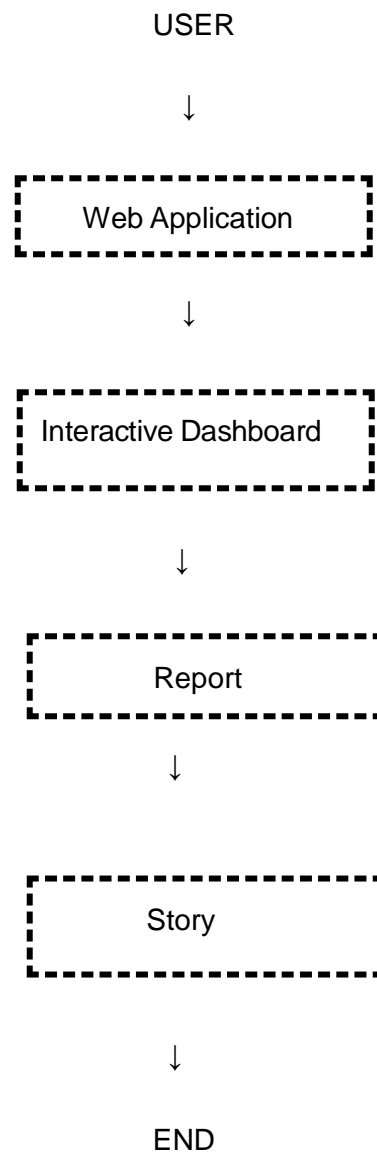 USER
↓
Web Application
↓
Interactive Dashboard
↓
Report
↓
Story
↓
END